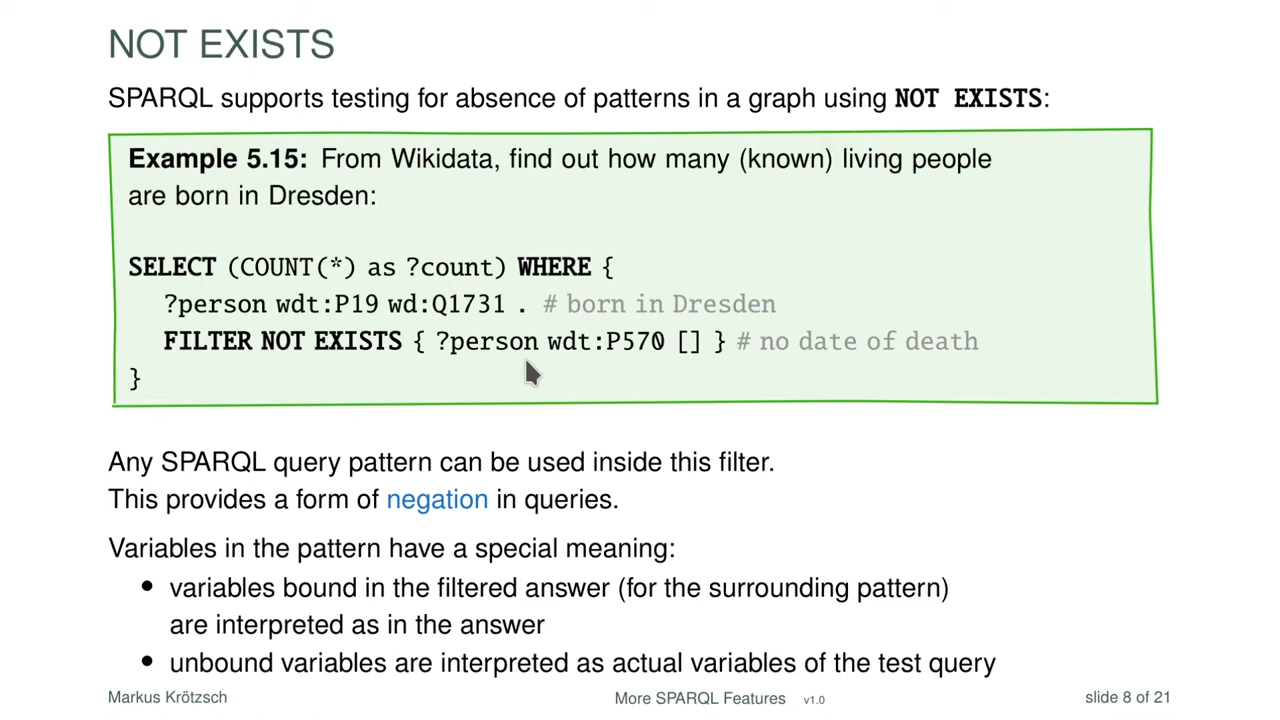 NOT EXISTS
SPARQL supports testing for absence of patterns in a graph using NOT EXISTS:
Example 5.15: From Wikidata, find out how many (known) living people
are born in Dresden:
SELECT (COUNT(*) as ?count) WHERE {
?person wdt:P19 wd:Q1731 . # born in Dresden
FILTER NOT EXISTS { ?person wdt:P570 [] } # no date of death
}
Any SPARQL query pattern can be used inside this filter.
This provides a form of negation in queries.
Variables in the pattern have a special meaning:
• variables bound in the filtered answer (for the surrounding pattern)
are interpreted as in the answer
• unbound variables are interpreted as actual variables of the test query
Markus Krötzsch More SPARQL Features v1.0 slide 8 of 21